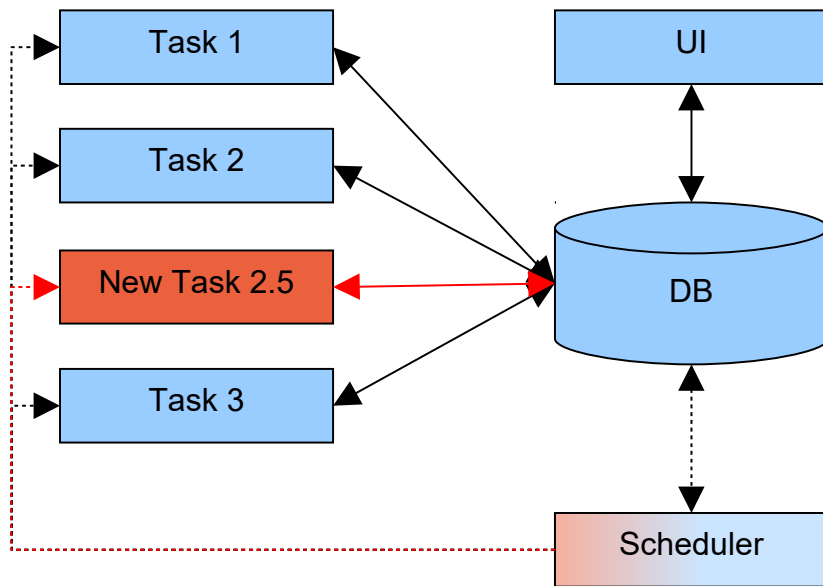 Task 1
UI
Task 2
New Task 2.5
DB
Task 3
Scheduler